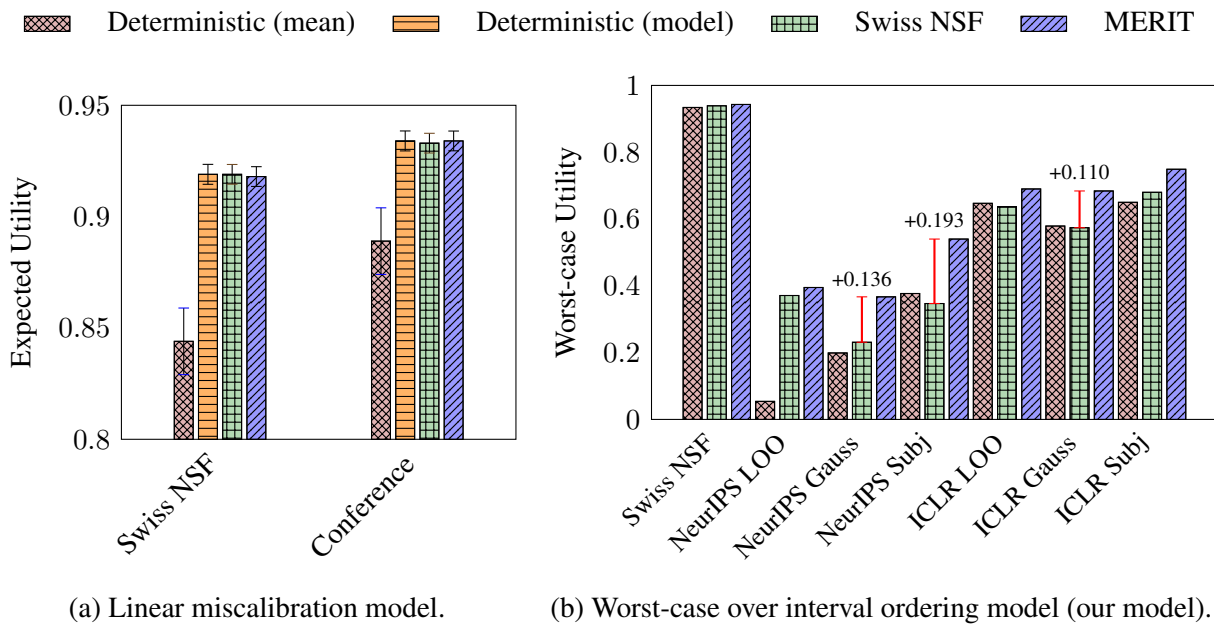 Deterministic (mean) Deterministic (model) Swiss NSF MERIT
Expected Utility
0.95
0.9
0.85
0.8
Swiss NSF
Conference
(a) Linear miscalibration model.
Worst-case Utility
1
0.8
0.6
0.4
0.2
0
+0.136
+0.193
+0.110
Swiss NSF
NeurIPS LOO
NeurIPS Gauss
NeurIPS Subj
ICLR LOO
ICLR Gauss
ICLR Subj
(b) Worst-case over interval ordering model (our model).